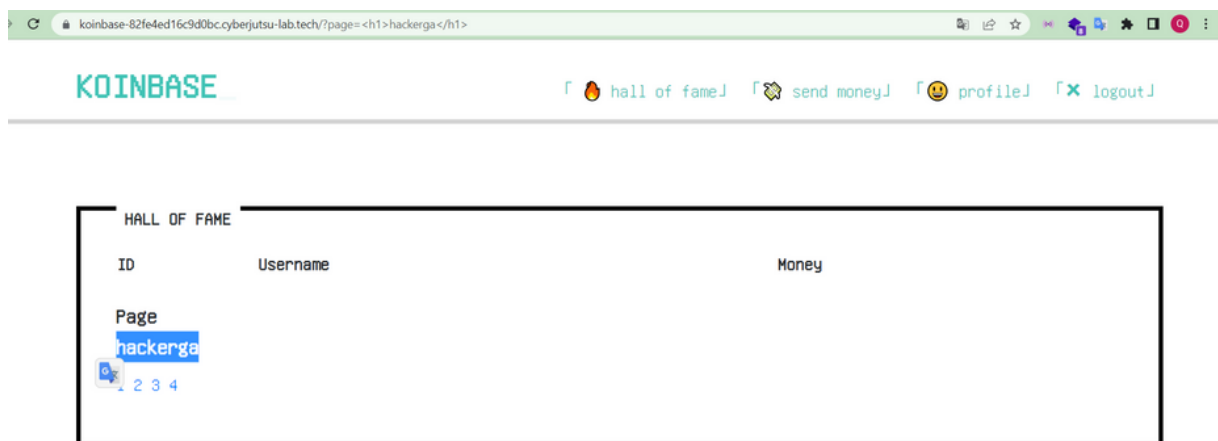 koinbase-82fe4ed16c9d0bc.cyberjutsu-lab.tech/?page=<h1>hackerga</h1>
KOINBASE
「🔥 hall of fame」 「💸 send money」 「😃 profile」 「✕ logout」
HALL OF FAME
ID Username Money
Page
hackerga
1 2 3 4